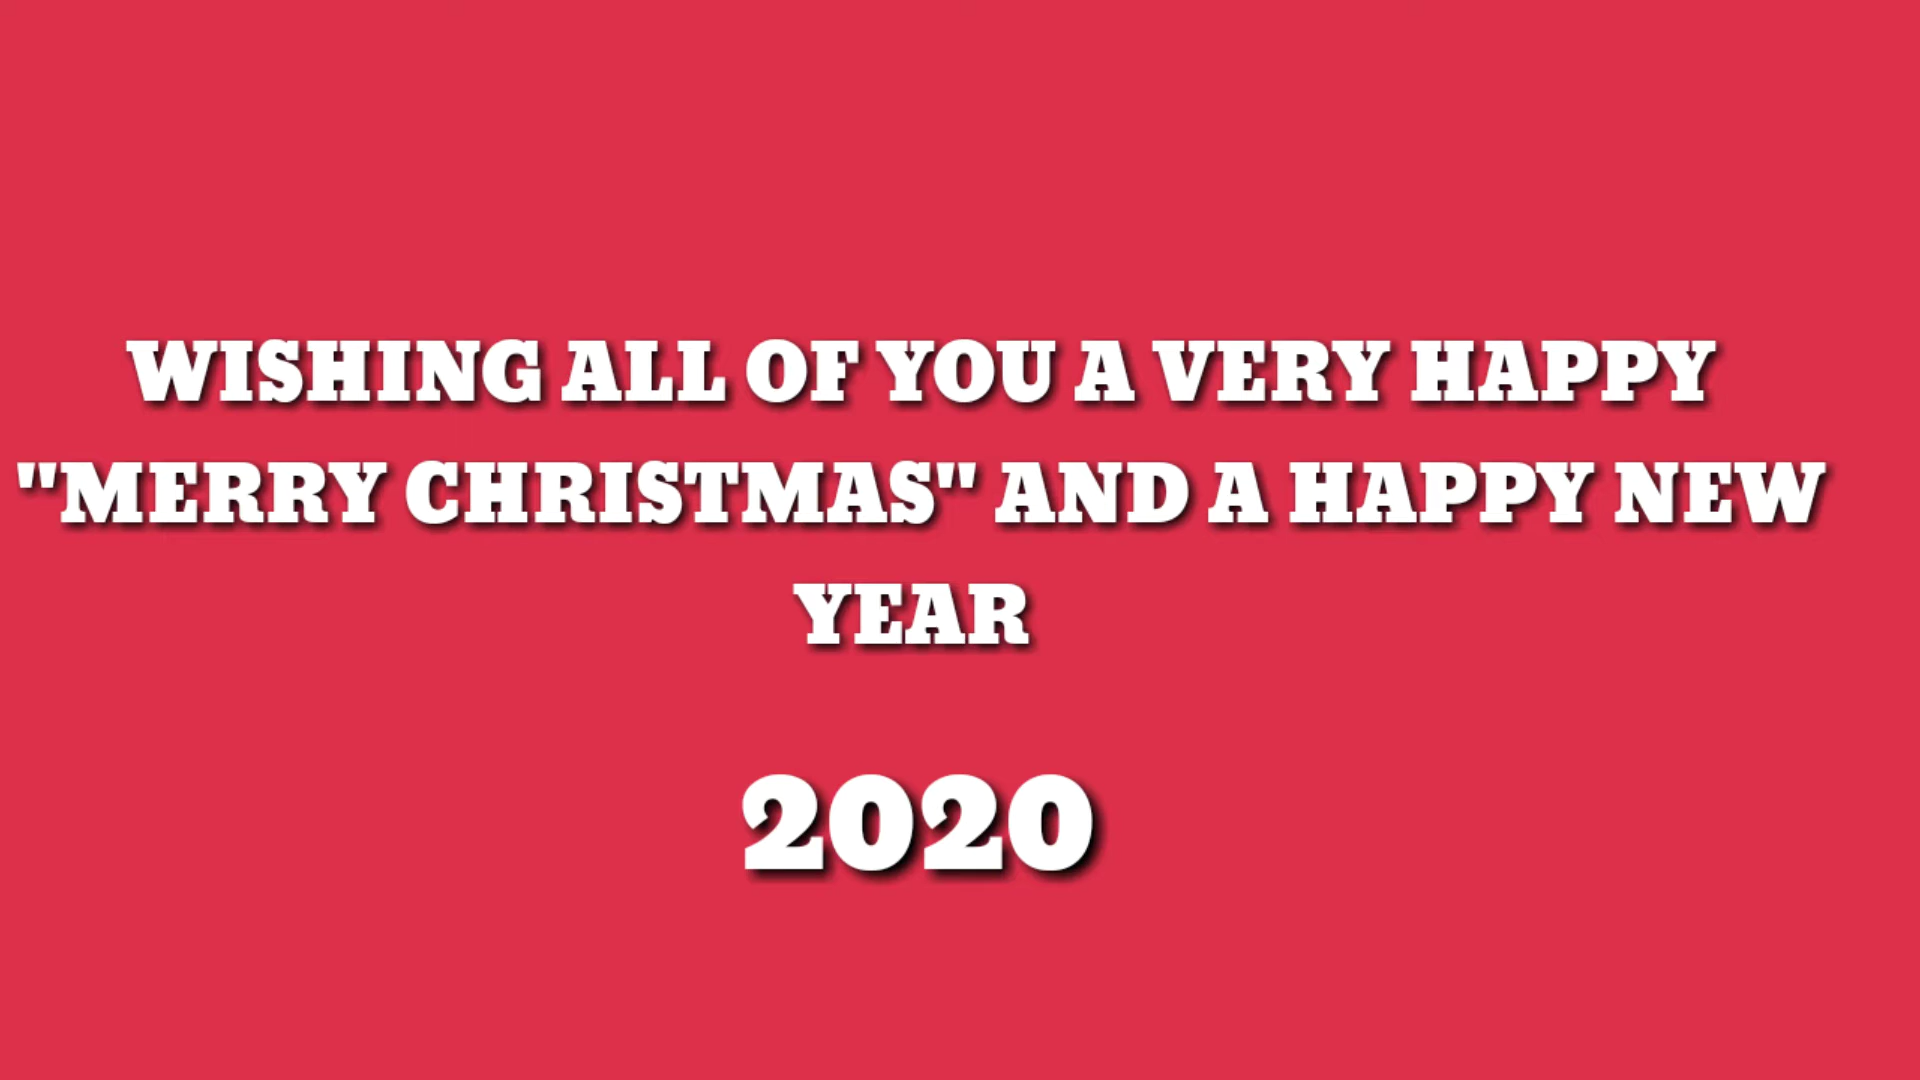 WISHING ALL OF YOU A VERY HAPPY
"MERRY CHRISTMAS" AND A HAPPY NEW
YEAR
2020